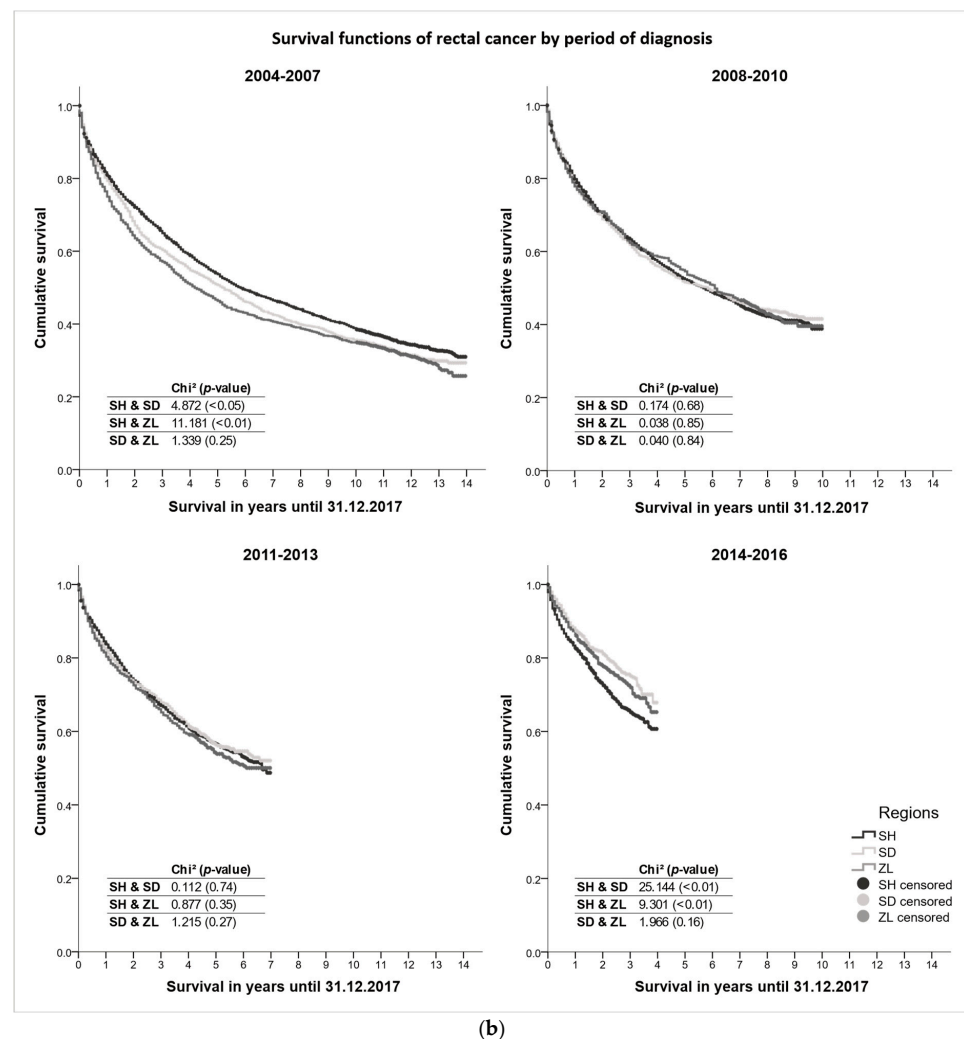 Survival functions of rectal cancer by period of diagnosis
2004-2007
Cumulative survival
1.0
0.8
0.6
0.4
0.2
0.0
Chi² (p-value)
SH & SD 4.872 (<0.05)
SH & ZL 11.181 (<0.01)
SD & ZL 1.339 (0.25)
0 1 2 3 4 5 6 7 8 9 10 11 12 13 14
Survival in years until 31.12.2017
2008-2010
Cumulative survival
1.0
0.8
0.6
0.4
0.2
0.0
Chi² (p-value)
SH & SD 0.174 (0.68)
SH & ZL 0.038 (0.85)
SD & ZL 0.040 (0.84)
0 1 2 3 4 5 6 7 8 9 10 11 12 13 14
Survival in years until 31.12.2017
2011-2013
Cumulative survival
1.0
0.8
0.6
0.4
0.2
0.0
Chi² (p-value)
SH & SD 0.112 (0.74)
SH & ZL 0.877 (0.35)
SD & ZL 1.215 (0.27)
0 1 2 3 4 5 6 7 8 9 10 11 12 13 14
Survival in years until 31.12.2017
2014-2016
Cumulative survival
1.0
0.8
0.6
0.4
0.2
0.0
Chi² (p-value)
SH & SD 25.144 (<0.01)
SH & ZL 9.301 (<0.01)
SD & ZL 1.966 (0.16)
0 1 2 3 4 5 6 7 8 9 10 11 12 13 14
Survival in years until 31.12.2017
Regions
SH
SD
ZL
SH censored
SD censored
ZL censored
(b)